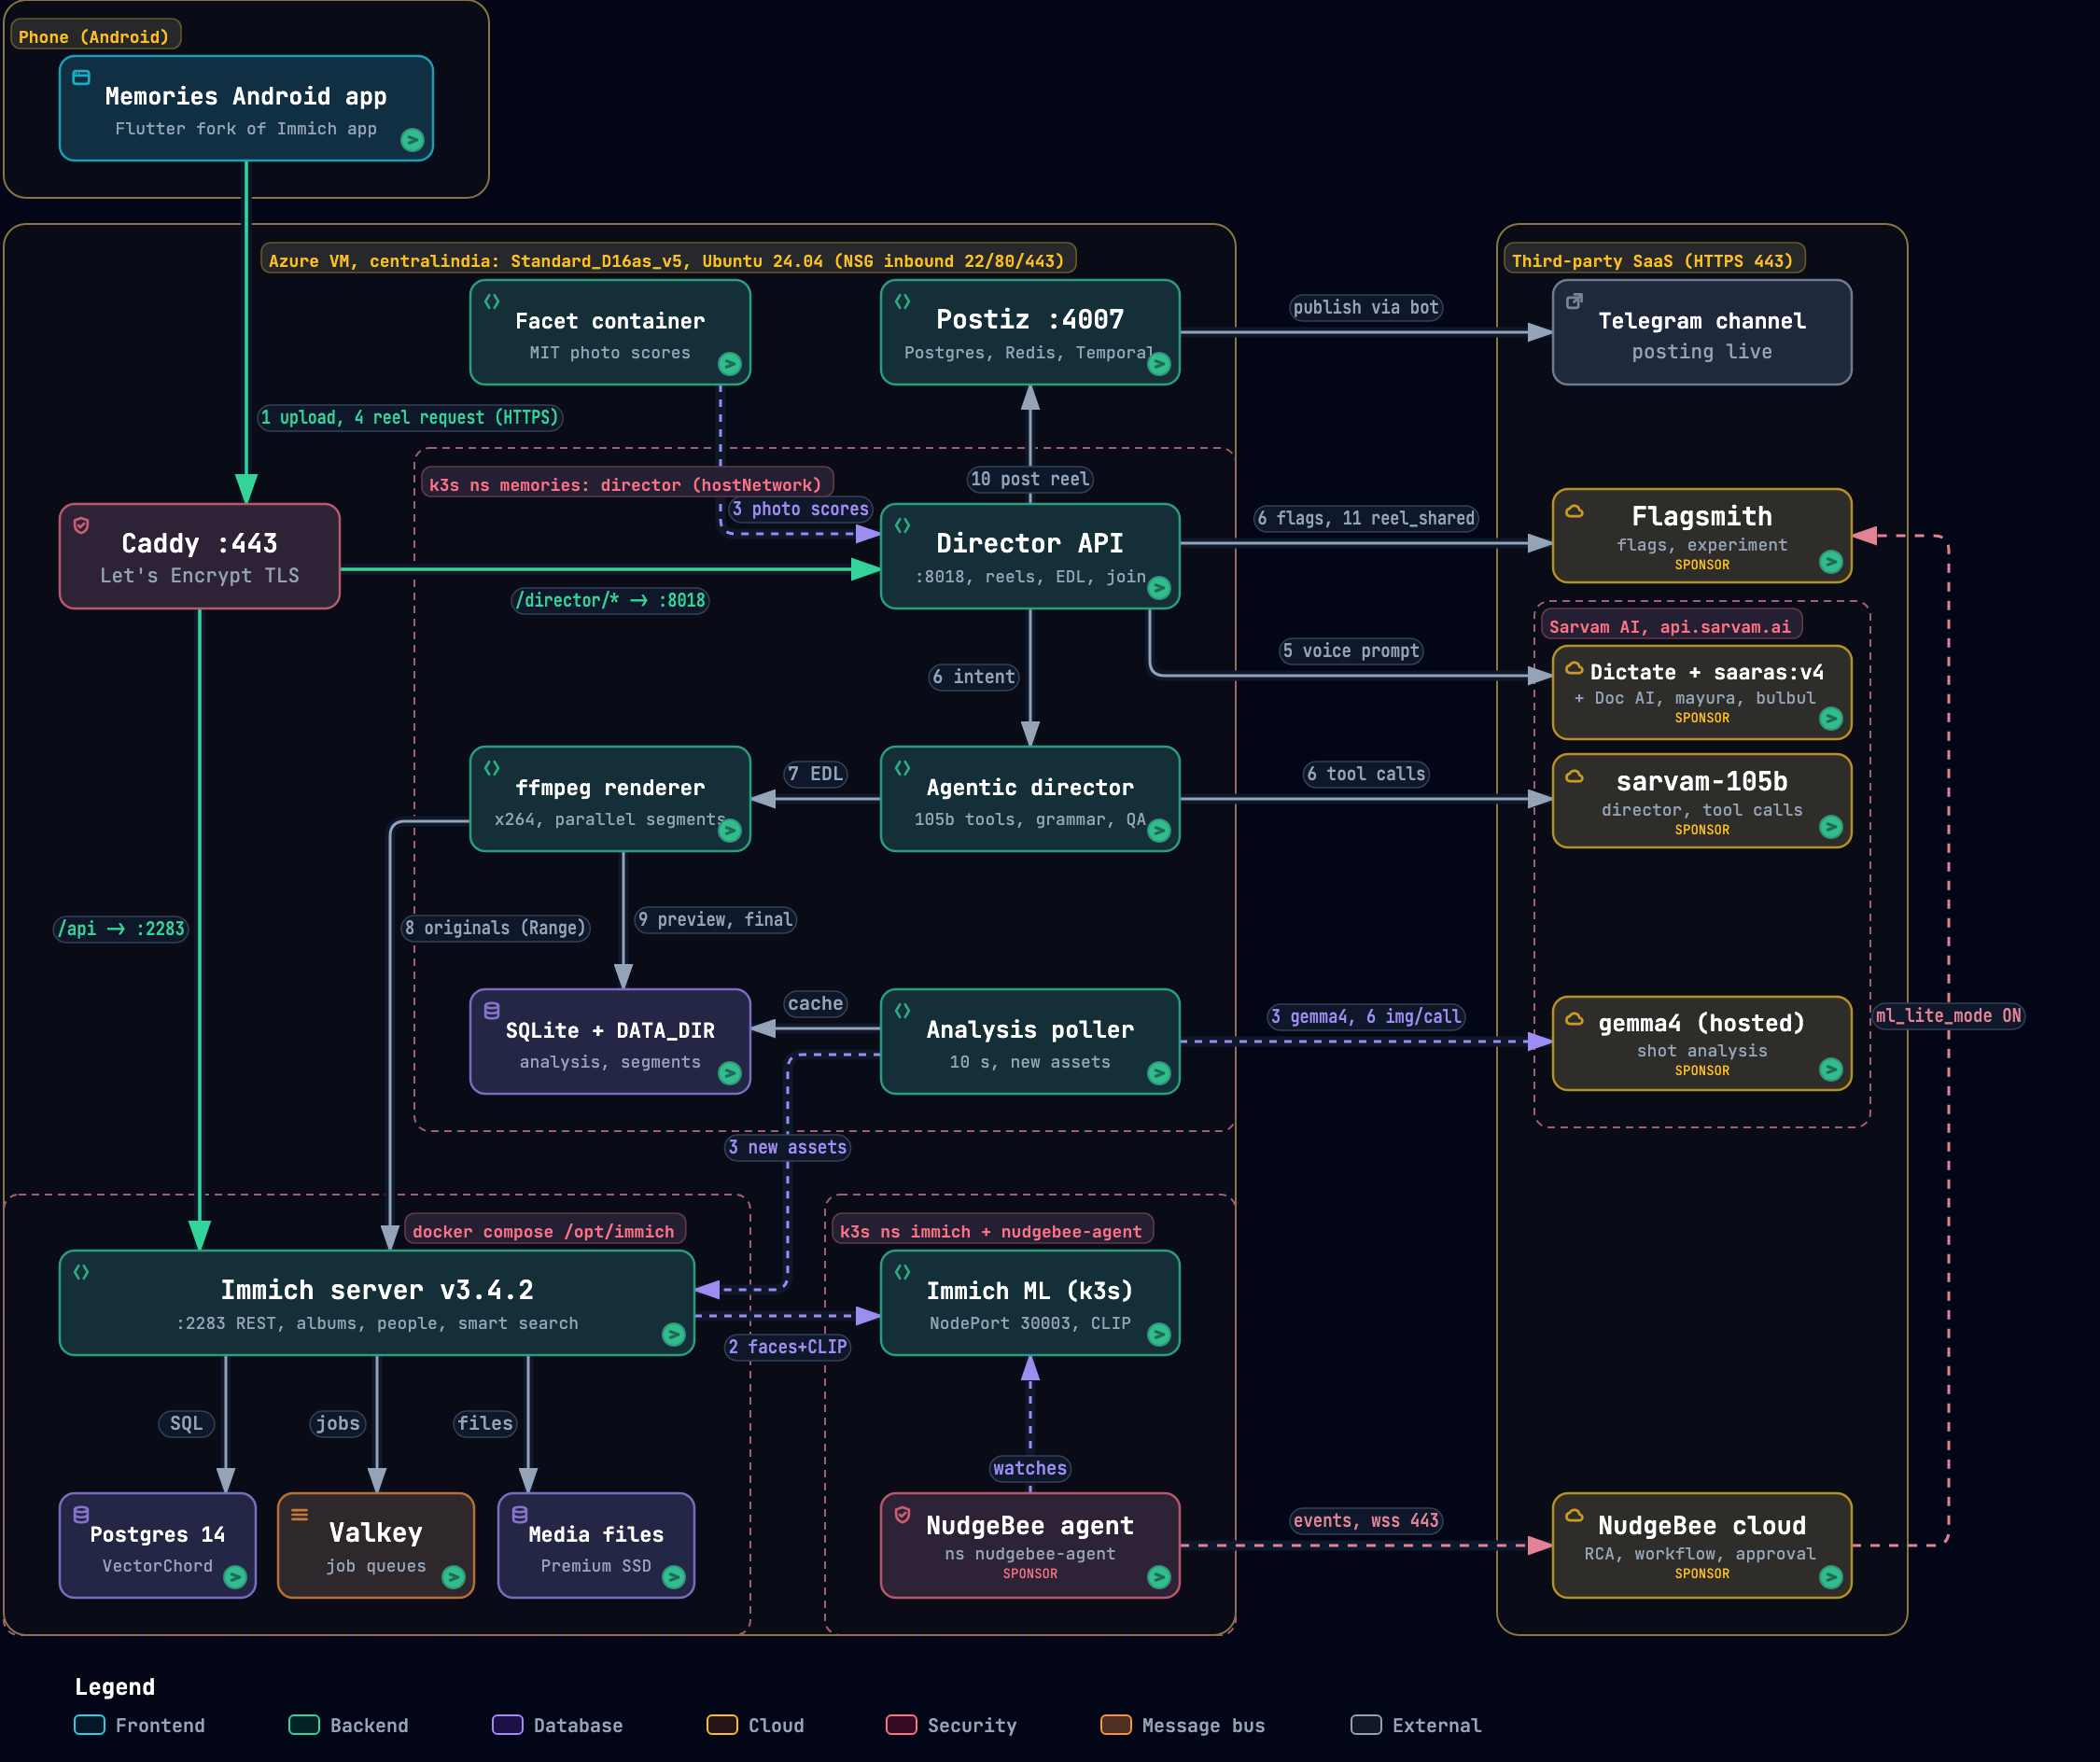 Phone (Android)
Memories Android app
Flutter fork of Immich app
Azure VM, centralindia: Standard_D16as_v5, Ubuntu 24.04 (NSG inbound 22/80/443)
Third-party SaaS (HTTPS 443)
Facet container
MIT photo scores
Postiz :4007
Postgres, Redis, Temporal
publish via bot
Telegram channel
posting live
1 upload, 4 reel request (HTTPS)
k3s ns memories: director (hostNetwork)
10 post reel
3 photo scores
Caddy :443
Let's Encrypt TLS
/director/* → :8018
Director API
:8018, reels, EDL, join
6 flags, 11 reel_shared
Flagsmith
flags, experiment
SPONSOR
Sarvam AI, api.sarvam.ai
6 intent
5 voice prompt
Dictate + saaras:v4
+ Doc AI, mayura, bulbul
SPONSOR
ffmpeg renderer
x264, parallel segments
7 EDL
Agentic director
105b tools, grammar, QA
6 tool calls
sarvam-105b
director, tool calls
SPONSOR
/api → :2283
8 originals (Range)
9 preview, final
SQLite + DATA_DIR
analysis, segments
cache
Analysis poller
10 s, new assets
3 gemma4, 6 img/call
gemma4 (hosted)
shot analysis
SPONSOR
ml_lite_mode ON
3 new assets
docker compose /opt/immich
k3s ns immich + nudgebee-agent
Immich server v3.4.2
:2283 REST, albums, people, smart search
2 faces+CLIP
Immich ML (k3s)
NodePort 30003, CLIP
SQL
jobs
files
watches
Postgres 14
VectorChord
Valkey
job queues
Media files
Premium SSD
NudgeBee agent
ns nudgebee-agent
SPONSOR
events, wss 443
NudgeBee cloud
RCA, workflow, approval
SPONSOR
Legend
Frontend
Backend
Database
Cloud
Security
Message bus
External